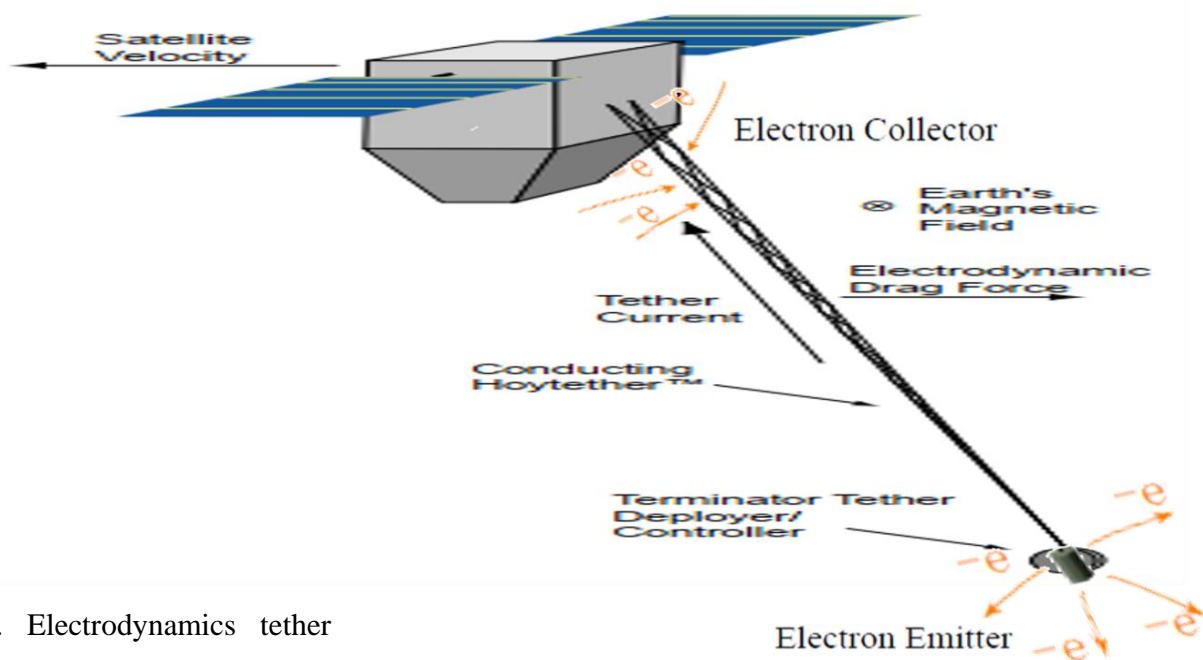 Satellite
Velocity
-e
Electron Collector
-e
-e
⊗ Earth's
Magnetic
Field
Electrodynamic
Drag Force
Tether
Current
Conducting
Hoytether™
Terminator Tether
Deployer/
Controller
-e
-e
-e
-e
Electron Emitter
. Electrodynamics tether